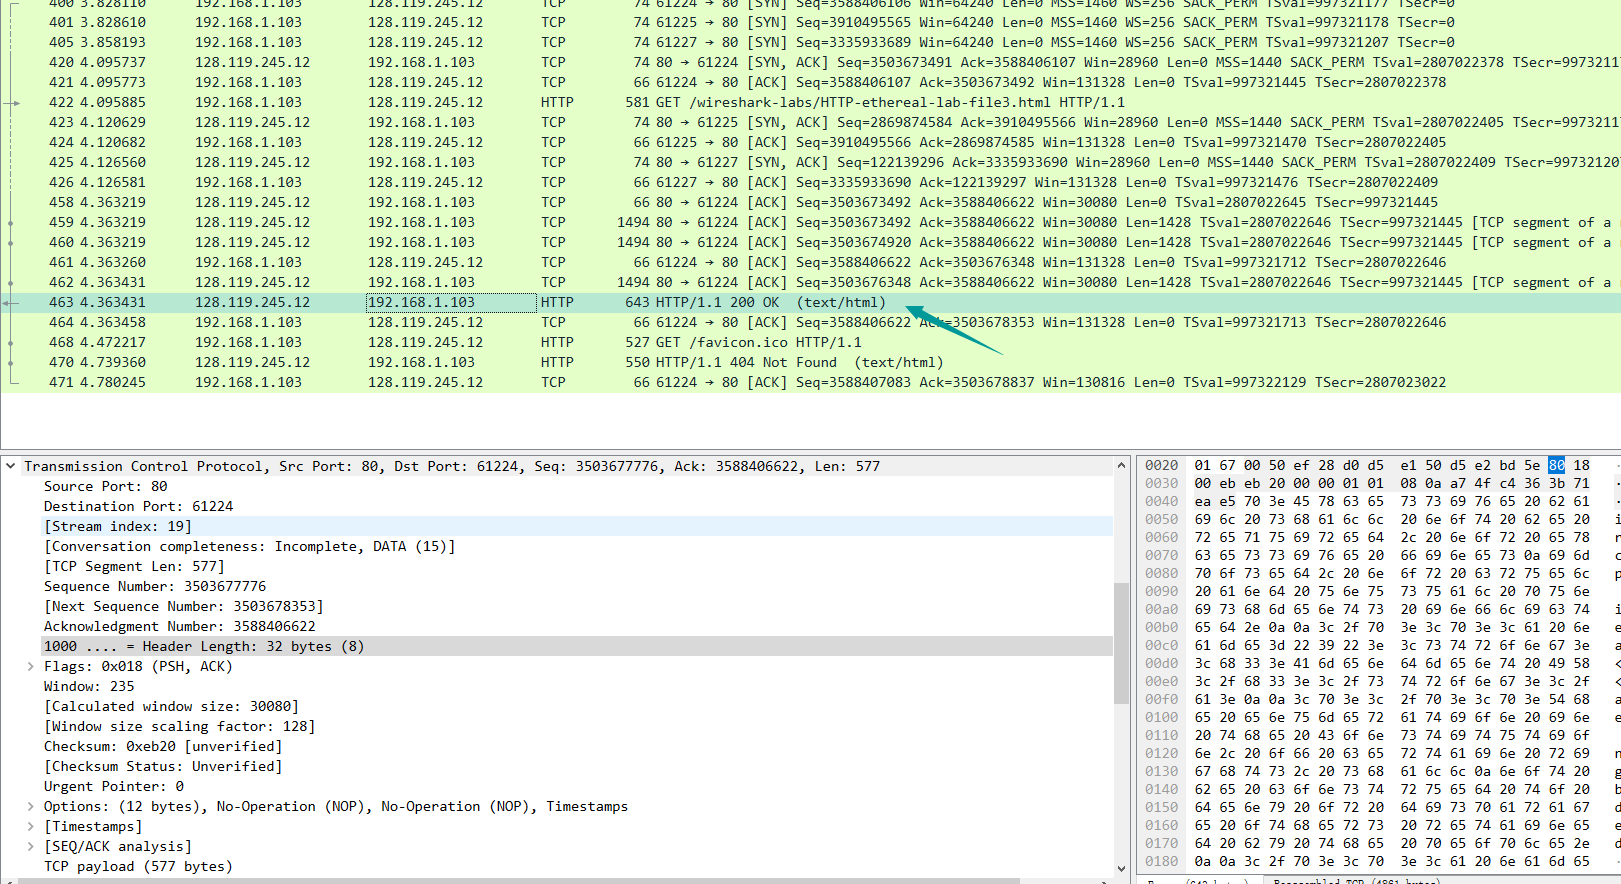 400 3.828110 192.168.1.103 128.119.245.12 TCP 74 61224 → 80 [SYN] Seq=3588406106 Win=64240 Len=0 MSS=1460 WS=256 SACK_PERM TSval=997321177 TSecr=0
401 3.828610 192.168.1.103 128.119.245.12 TCP 74 61225 → 80 [SYN] Seq=3910495565 Win=64240 Len=0 MSS=1460 WS=256 SACK_PERM TSval=997321178 TSecr=0
405 3.858193 192.168.1.103 128.119.245.12 TCP 74 61227 → 80 [SYN] Seq=3335933689 Win=64240 Len=0 MSS=1460 WS=256 SACK_PERM TSval=997321207 TSecr=0
420 4.095737 128.119.245.12 192.168.1.103 TCP 74 80 → 61224 [SYN, ACK] Seq=3503673491 Ack=3588406107 Win=28960 Len=0 MSS=1440 SACK_PERM TSval=2807022378 TSecr=9973211
421 4.095773 192.168.1.103 128.119.245.12 TCP 66 61224 → 80 [ACK] Seq=3588406107 Ack=3503673492 Win=131328 Len=0 TSval=997321445 TSecr=2807022378
422 4.095885 192.168.1.103 128.119.245.12 HTTP 581 GET /wireshark-labs/HTTP-ethereal-lab-file3.html HTTP/1.1
423 4.120629 128.119.245.12 192.168.1.103 TCP 74 80 → 61225 [SYN, ACK] Seq=2869874584 Ack=3910495566 Win=28960 Len=0 MSS=1440 SACK_PERM TSval=2807022405 TSecr=9973211
424 4.120682 192.168.1.103 128.119.245.12 TCP 66 61225 → 80 [ACK] Seq=3910495566 Ack=2869874585 Win=131328 Len=0 TSval=997321470 TSecr=2807022405
425 4.126560 128.119.245.12 192.168.1.103 TCP 74 80 → 61227 [SYN, ACK] Seq=122139296 Ack=3335933690 Win=28960 Len=0 MSS=1440 SACK_PERM TSval=2807022409 TSecr=99732120
426 4.126581 192.168.1.103 128.119.245.12 TCP 66 61227 → 80 [ACK] Seq=3335933690 Ack=122139297 Win=131328 Len=0 TSval=997321476 TSecr=2807022409
458 4.363219 128.119.245.12 192.168.1.103 TCP 66 80 → 61224 [ACK] Seq=3503673492 Ack=3588406622 Win=30080 Len=0 TSval=2807022645 TSecr=997321445
459 4.363219 128.119.245.12 192.168.1.103 TCP 1494 80 → 61224 [ACK] Seq=3503673492 Ack=3588406622 Win=30080 Len=1428 TSval=2807022646 TSecr=997321445 [TCP segment of a
460 4.363219 128.119.245.12 192.168.1.103 TCP 1494 80 → 61224 [ACK] Seq=3503674920 Ack=3588406622 Win=30080 Len=1428 TSval=2807022646 TSecr=997321445 [TCP segment of a
461 4.363260 192.168.1.103 128.119.245.12 TCP 66 61224 → 80 [ACK] Seq=3588406622 Ack=3503676348 Win=131328 Len=0 TSval=997321712 TSecr=2807022646
462 4.363431 128.119.245.12 192.168.1.103 TCP 1494 80 → 61224 [ACK] Seq=3503676348 Ack=3588406622 Win=30080 Len=1428 TSval=2807022646 TSecr=997321445 [TCP segment of a
463 4.363431 128.119.245.12 192.168.1.103 HTTP 643 HTTP/1.1 200 OK (text/html)
464 4.363458 192.168.1.103 128.119.245.12 TCP 66 61224 → 80 [ACK] Seq=3588406622 Ack=3503678353 Win=131328 Len=0 TSval=997321713 TSecr=2807022646
468 4.472217 192.168.1.103 128.119.245.12 HTTP 527 GET /favicon.ico HTTP/1.1
470 4.739360 128.119.245.12 192.168.1.103 HTTP 550 HTTP/1.1 404 Not Found (text/html)
471 4.780245 192.168.1.103 128.119.245.12 TCP 66 61224 → 80 [ACK] Seq=3588407083 Ack=3503678837 Win=130816 Len=0 TSval=997322129 TSecr=2807023022
Transmission Control Protocol, Src Port: 80, Dst Port: 61224, Seq: 3503677776, Ack: 3588406622, Len: 577
Source Port: 80
Destination Port: 61224
[Stream index: 19]
[Conversation completeness: Incomplete, DATA (15)]
[TCP Segment Len: 577]
Sequence Number: 3503677776
[Next Sequence Number: 3503678353]
Acknowledgment Number: 3588406622
1000 .... = Header Length: 32 bytes (8)
Flags: 0x018 (PSH, ACK)
Window: 235
[Calculated window size: 30080]
[Window size scaling factor: 128]
Checksum: 0xeb20 [unverified]
[Checksum Status: Unverified]
Urgent Pointer: 0
Options: (12 bytes), No-Operation (NOP), No-Operation (NOP), Timestamps
[Timestamps]
[SEQ/ACK analysis]
TCP payload (577 bytes)
0020 01 67 00 50 ef 28 d0 d5 e1 50 d5 e2 bd 5e 80 18
0030 00 eb eb 20 00 00 01 01 08 0a a7 4f c4 36 3b 71
0040 ea e5 70 3e 45 78 63 65 73 73 69 76 65 20 62 61
0050 69 6c 20 73 68 61 6c 6c 20 6e 6f 74 20 62 65 20
0060 72 65 71 75 69 72 65 64 2c 20 6e 6f 72 20 65 78
0070 63 65 73 73 69 76 65 20 66 69 6e 65 73 0a 69 6d
0080 70 6f 73 65 64 2c 20 6e 6f 72 20 63 72 75 65 6c
0090 20 61 6e 64 20 75 6e 75 73 75 61 6c 20 70 75 6e
00a0 69 73 68 6d 65 6e 74 73 20 69 6e 66 6c 69 63 74
00b0 65 64 2e 0a 0a 3c 2f 70 3e 3c 70 3e 3c 61 20 6e
00c0 61 6d 65 3d 22 39 22 3e 3c 73 74 72 6f 6e 67 3e
00d0 3c 68 33 3e 41 6d 65 6e 64 6d 65 6e 74 20 49 58
00e0 3c 2f 68 33 3e 3c 2f 73 74 72 6f 6e 67 3e 3c 2f
00f0 61 3e 0a 0a 3c 70 3e 3c 2f 70 3e 3c 70 3e 54 68
0100 65 20 65 6e 75 6d 65 72 61 74 69 6f 6e 20 69 6e
0110 20 74 68 65 20 43 6f 6e 73 74 69 74 75 74 69 6f
0120 6e 2c 20 6f 66 20 63 65 72 74 61 69 6e 20 72 69
0130 67 68 74 73 2c 20 73 68 61 6c 6c 0a 6e 6f 74 20
0140 62 65 20 63 6f 6e 73 74 72 75 65 64 20 74 6f 20
0150 64 65 6e 79 20 6f 72 20 64 69 73 70 61 72 61 67
0160 65 20 6f 74 68 65 72 73 20 72 65 74 61 69 6e 65
0170 64 20 62 79 20 74 68 65 20 70 65 6f 70 6c 65 2e
0180 0a 0a 3c 2f 70 3e 3c 70 3e 3c 61 20 6e 61 6d 65